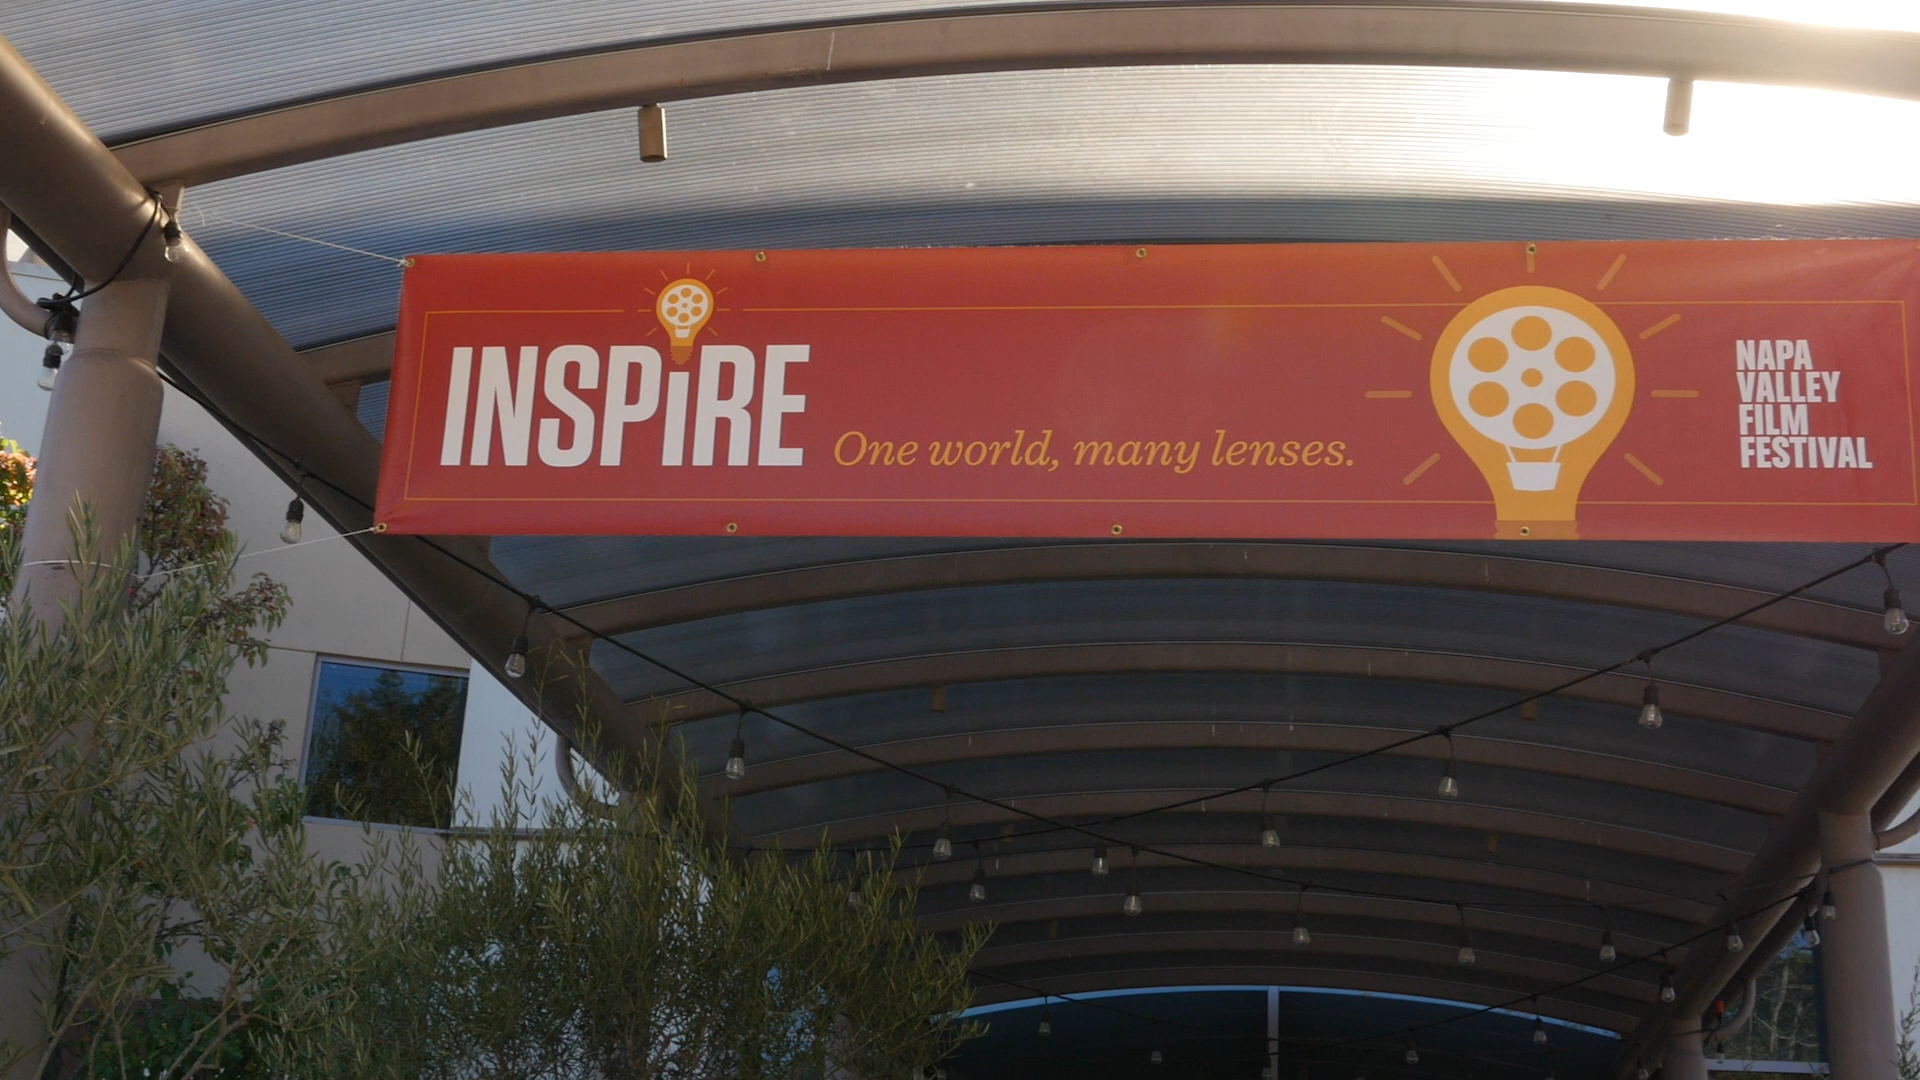 INSPiRE
One world, many lenses.
NAPA
VALLEY
FILM
FESTIVAL